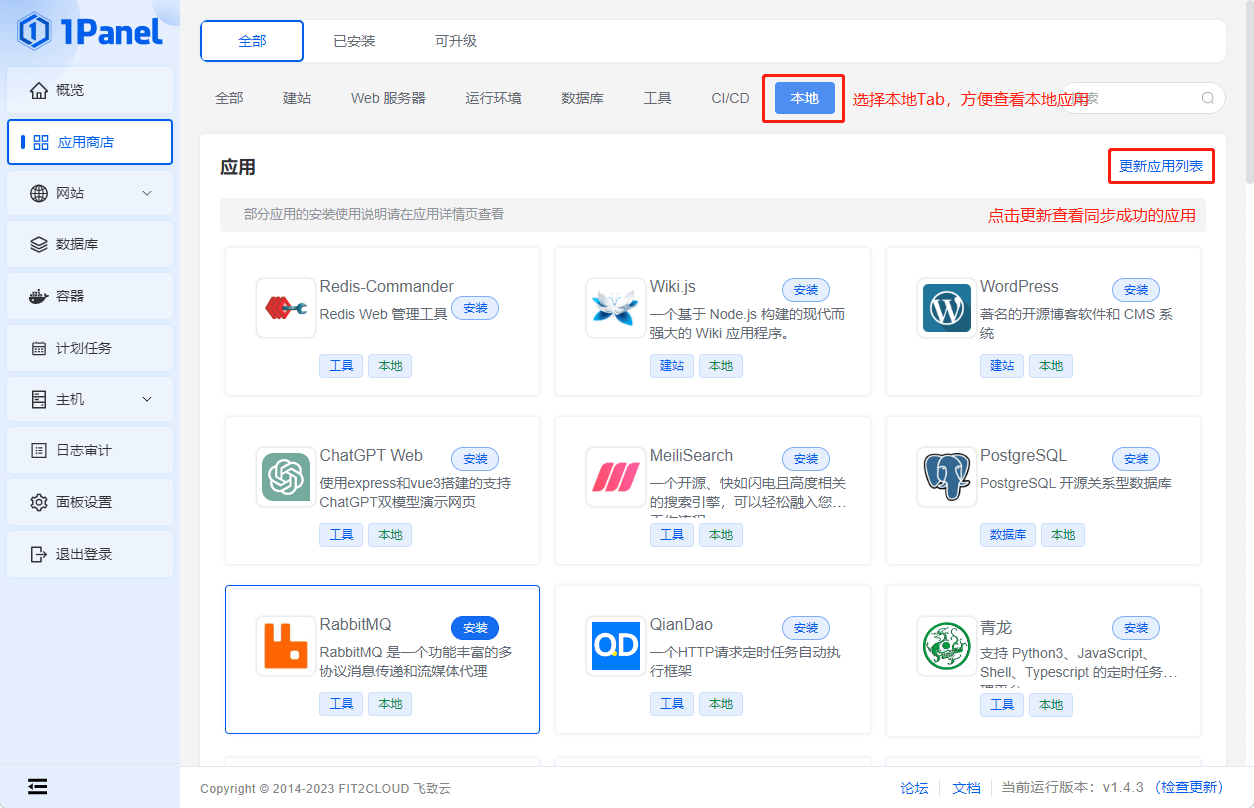 1Panel
概览
应用商店
网站
数据库
容器
计划任务
主机
日志审计
面板设置
退出登录
全部 已安装 可升级
全部 建站 Web 服务器 运行环境 数据库 工具 CI/CD 本地 选择本地Tab，方便查看本地应用
应用 更新应用列表
部分应用的安装使用说明请在应用详情页查看 点击更新查看同步成功的应用
Redis-Commander 安装
Redis Web 管理工具
工具 本地
Wiki.js 安装
一个基于 Node.js 构建的现代而
强大的 Wiki 应用程序。
建站 本地
WordPress 安装
著名的开源博客软件和 CMS 系
统
建站 本地
ChatGPT Web 安装
使用express和vue3搭建的支持
ChatGPT双模型演示网页
工具 本地
MeiliSearch 安装
一个开源、快如闪电且高度相关
的搜索引擎，可以轻松融入您…
工具 本地
PostgreSQL 安装
PostgreSQL 开源关系型数据库
数据库 本地
RabbitMQ 安装
RabbitMQ 是一个功能丰富的多
协议消息传递和流媒体代理
工具 本地
QD
QianDao 安装
一个HTTP请求定时任务自动执
行框架
工具 本地
青龙 安装
支持 Python3、JavaScript、
Shell、Typescript 的定时任务…
工具 本地
Copyright © 2014-2023 FIT2CLOUD 飞致云 论坛 文档 当前运行版本：v1.4.3 （检查更新）